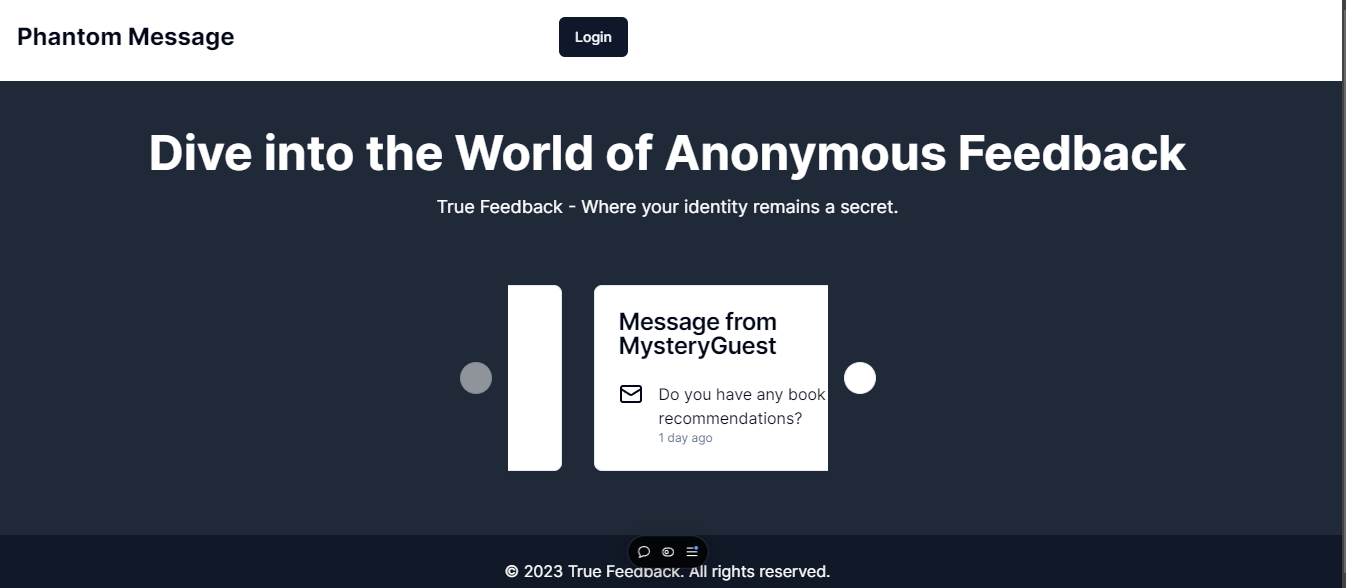 Phantom Message
Login
Dive into the World of Anonymous Feedback
True Feedback - Where your identity remains a secret.
Message from
MysteryGuest
Do you have any book
recommendations?
1 day ago
© 2023 True Feedback. All rights reserved.